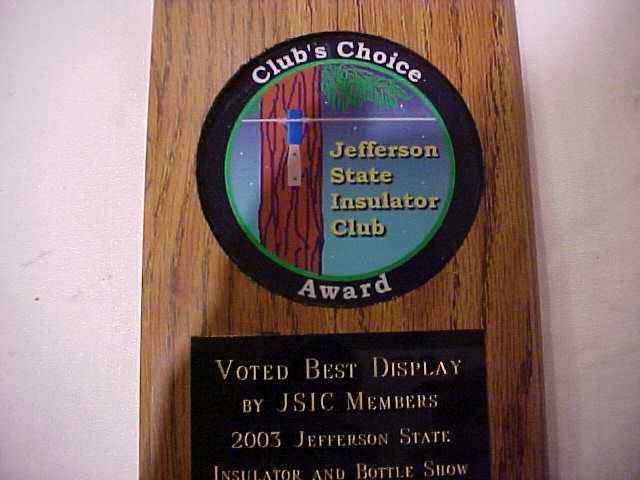 Club's Choice
Jefferson
State
Insulator
Club
Award
VOTED BEST DISPLAY
BY JSIC MEMBERS
2003 JEFFERSON STATE
INSULATOR AND BOTTLE SHOW